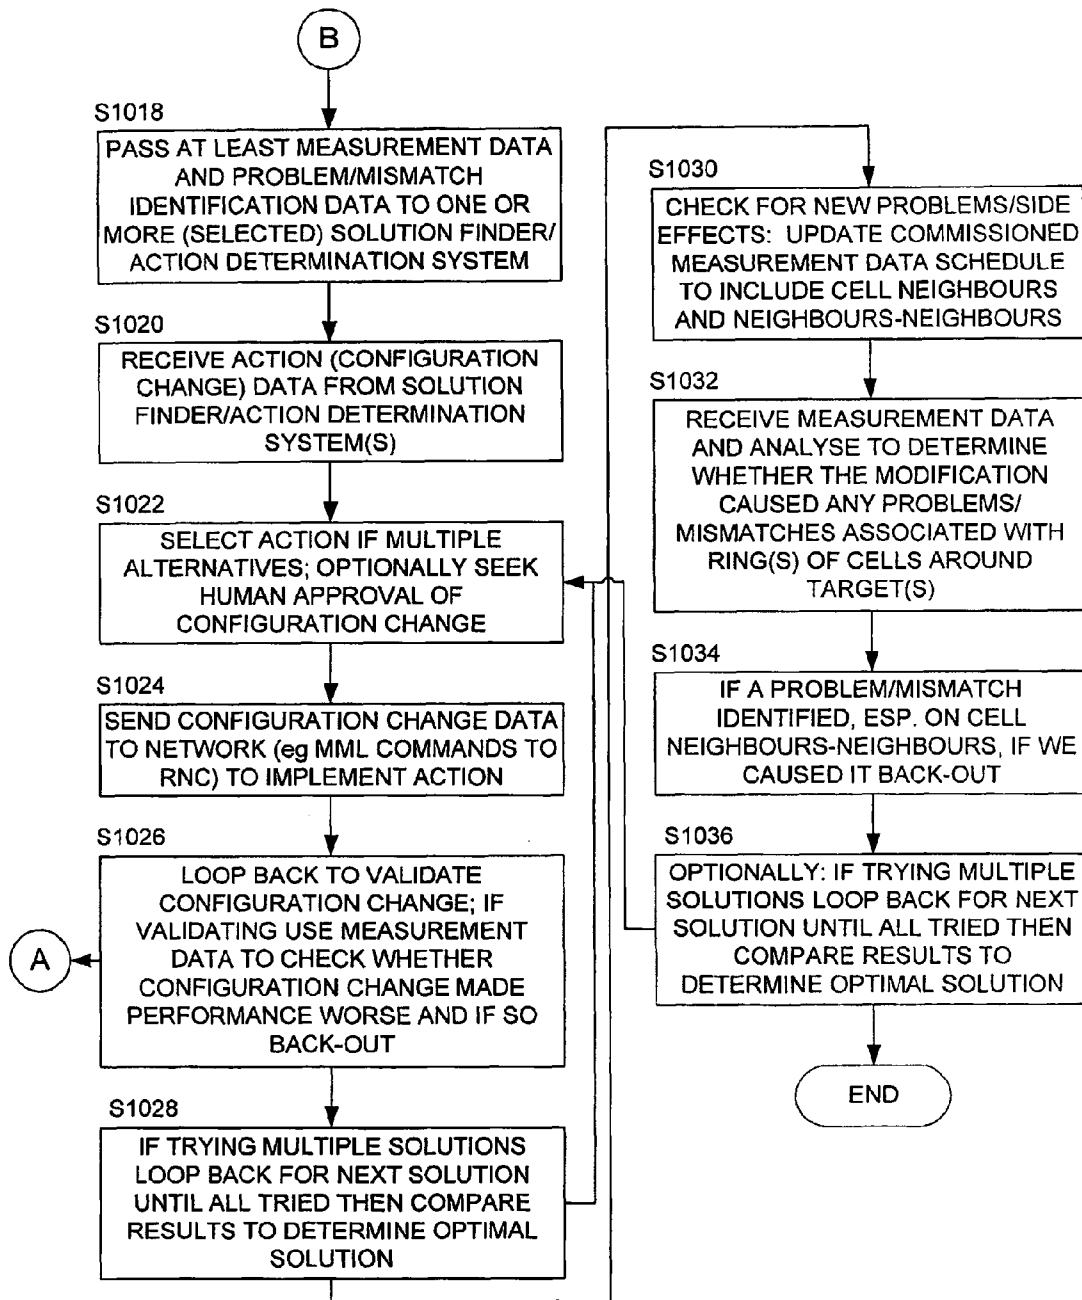 B
S1018
PASS AT LEAST MEASUREMENT DATA
AND PROBLEM/MISMATCH
IDENTIFICATION DATA TO ONE OR
MORE (SELECTED) SOLUTION FINDER/
ACTION DETERMINATION SYSTEM
S1020
RECEIVE ACTION (CONFIGURATION
CHANGE) DATA FROM SOLUTION
FINDER/ACTION DETERMINATION
SYSTEM(S)
S1022
SELECT ACTION IF MULTIPLE
ALTERNATIVES; OPTIONALLY SEEK
HUMAN APPROVAL OF
CONFIGURATION CHANGE
S1024
SEND CONFIGURATION CHANGE DATA
TO NETWORK (eg MML COMMANDS TO
RNC) TO IMPLEMENT ACTION
S1026
LOOP BACK TO VALIDATE
CONFIGURATION CHANGE; IF
VALIDATING USE MEASUREMENT
DATA TO CHECK WHETHER
CONFIGURATION CHANGE MADE
PERFORMANCE WORSE AND IF SO
BACK-OUT
A
S1028
IF TRYING MULTIPLE SOLUTIONS
LOOP BACK FOR NEXT SOLUTION
UNTIL ALL TRIED THEN COMPARE
RESULTS TO DETERMINE OPTIMAL
SOLUTION
S1030
CHECK FOR NEW PROBLEMS/SIDE
EFFECTS: UPDATE COMMISSIONED
MEASUREMENT DATA SCHEDULE
TO INCLUDE CELL NEIGHBOURS
AND NEIGHBOURS-NEIGHBOURS
S1032
RECEIVE MEASUREMENT DATA
AND ANALYSE TO DETERMINE
WHETHER THE MODIFICATION
CAUSED ANY PROBLEMS/
MISMATCHES ASSOCIATED WITH
RING(S) OF CELLS AROUND
TARGET(S)
S1034
IF A PROBLEM/MISMATCH
IDENTIFIED, ESP. ON CELL
NEIGHBOURS-NEIGHBOURS, IF WE
CAUSED IT BACK-OUT
S1036
OPTIONALLY: IF TRYING MULTIPLE
SOLUTIONS LOOP BACK FOR NEXT
SOLUTION UNTIL ALL TRIED THEN
COMPARE RESULTS TO
DETERMINE OPTIMAL SOLUTION
END